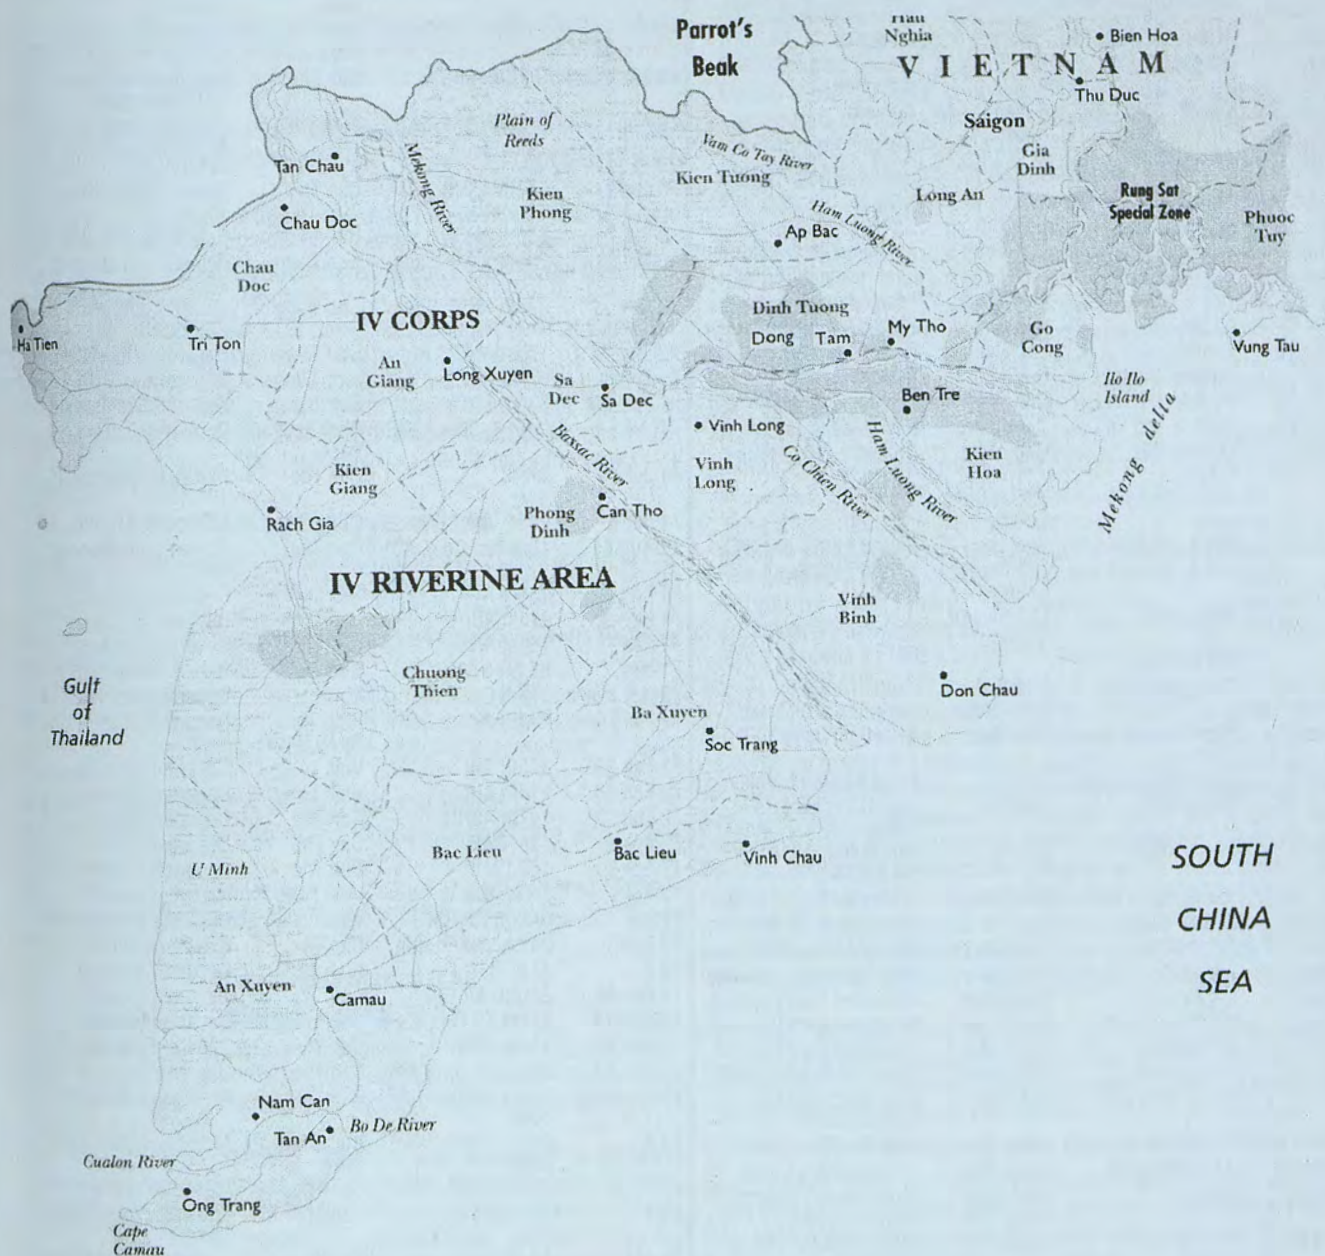 Parrot's
Beak
Hau
Nghia
Bien Hoa
VIETNAM
Thu Duc
Saigon
Plain of
Reeds
Vam Co Tay River
Gia
Dinh
Tan Chau
Mekong River
Kien Tuong
Kien
Phong
Long An
Rung Sat
Special Zone
Phuoc
Tuy
Chau Doc
Ham Luong River
Ap Bac
Chau
Doc
IV CORPS
Dinh Tuong
Dong Tam
My Tho
Go
Cong
Vung Tau
Ha Tien
Tri Ton
An
Giang
Long Xuyen
Sa
Dec
Sa Dec
Ilo Ilo
Island
Ben Tre
Mekong della
Vinh Long
Bassac River
Ham Luong River
Kien
Hoa
Kien
Giang
Vinh
Long
Co Chien River
Rach Gia
Phong
Dinh
Can Tho
IV RIVERINE AREA
Vinh
Binh
Gulf
of
Thailand
Chuong
Thien
Don Chau
Ba Xuyen
Soc Trang
U Minh
Bac Lieu
Bac Lieu
Vinh Chau
SOUTH
CHINA
SEA
An Xuyen
Camau
Nam Can
Tan An
Bo De River
Cualon River
Ong Trang
Cape
Camau